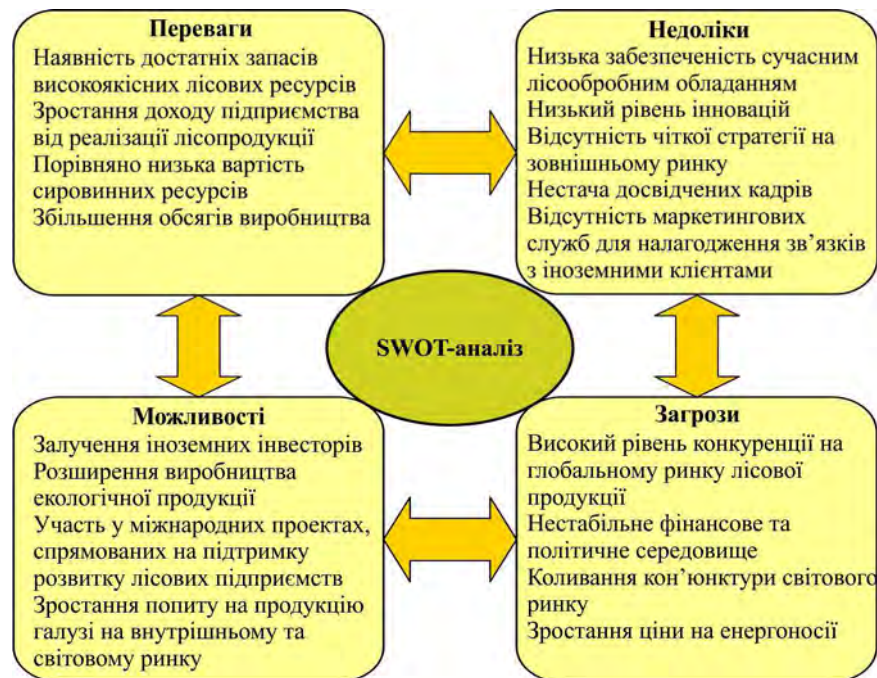 Переваги
Наявність достатніх запасів
високоякісних лісових ресурсів
Зростання доходу підприємства
від реалізації лісопродукції
Порівняно низька вартість
сировинних ресурсів
Збільшення обсягів виробництва
Недоліки
Низька забезпеченість сучасним
лісообробним обладанням
Низький рівень інновацій
Відсутність чіткої стратегії на
зовнішньому ринку
Нестача досвідчених кадрів
Відсутність маркетингових
служб для налагодження зв’язків
з іноземними клієнтами
SWOT-аналіз
Можливості
Залучення іноземних інвесторів
Розширення виробництва
екологічної продукції
Участь у міжнародних проектах,
спрямованих на підтримку
розвитку лісових підприємств
Зростання попиту на продукцію
галузі на внутрішньому та
світовому ринку
Загрози
Високий рівень конкуренції на
глобальному ринку лісової
продукції
Нестабільне фінансове та
політичне середовище
Коливання кон’юнктури світового
ринку
Зростання ціни на енергоносії